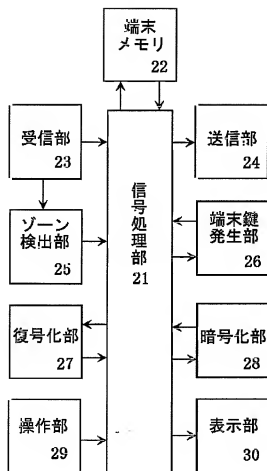 端末
メモリ
22
受信部
23
送信部
24
信号処理部
21
ゾーン
検出部
25
端末鍵
発生部
26
復号化部
27
暗号化部
28
操作部
29
表示部
30